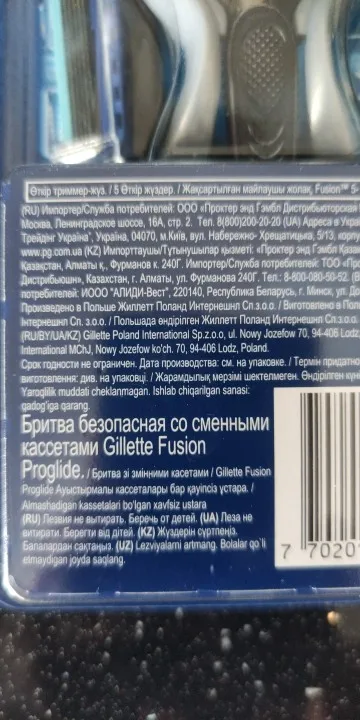 Өткір триммер-жүз. / 5 Өткір жүздер. / Жақсартылған майлаушы жолақ, Fusion™ 5
(RU) Импортер/Служба потребителей: ООО «Проктер энд Гэмбл Дистрибьюторская
Москва, Ленинградское шоссе, 16А, стр. 2. Тел. 8(800)200-20-20 (UA) Адреса в
Трейдінг Україна", Україна, 04070, м.Київ, вул. Набережно- Хрещатицька, 5/13,
www.pg.com.ua (KZ) Импорттаушы/Тұтынушылар қызметі: «Проктер энд Гэмбл
Қазақстан, Алматы қ., Фурманов к. 240Г. Импортер/Служба потребителей: ТОО
Дистрибьюшн», Казахстан, г. Алматы, ул. Фурманова 240Г. Тел.: 8-800-080-50-52.
потребителей: ИООО "АЛИДИ-Вест", 220140, Республика Беларусь, г. Минск, ул.
Произведено в Польше Жиллетт Поланд Интернешнл Сп.з.о.о. / Виготовлено в
Інтернешнл Сп. з.о.о. / Польшада өндірілген Жиллетт Поланд Интернешнл Сп.з.о.о.
(RU/BY/UA/KZ) Gillette Poland International Sp.z.o.o, ul. Nowy Jozefow 70, 94-406 Lodz,
International MChJ, Nowy Jozefow ko'ch. 70, 94-406 Lodz, Poland.
Срок годности не ограничен. Дата производства: см. на упаковке. / Термін
виготовлення: див. на упаковці. / Жарамдылық мерзімі шектелмеген. Өндірілген
Yaroqlilik muddati cheklanmagan. Ishlab chiqarilgan sanasi:
qadog'iga qarang.
Бритва безопасная со сменными
кассетами Gillette Fusion
Proglide. / Бритва зі змінними касетами / Gillette Fusion
Proglide Ауыстырмалы кассеталары бар қауіпсіз ұстара. /
Almashadigan kassetalari bo'lgan xavfsiz ustara
(RU) Лезвия не вытирать. Беречь от детей. (UA) Леза не
витирати. Берегти від дітей. (KZ) Жүздерін сүртпеңіз.
Балалардан сақтаңыз. (UZ) Lezviyalarni artmang. Bolalar qo'li
elmaydigan joyda saqlang.
7 70201